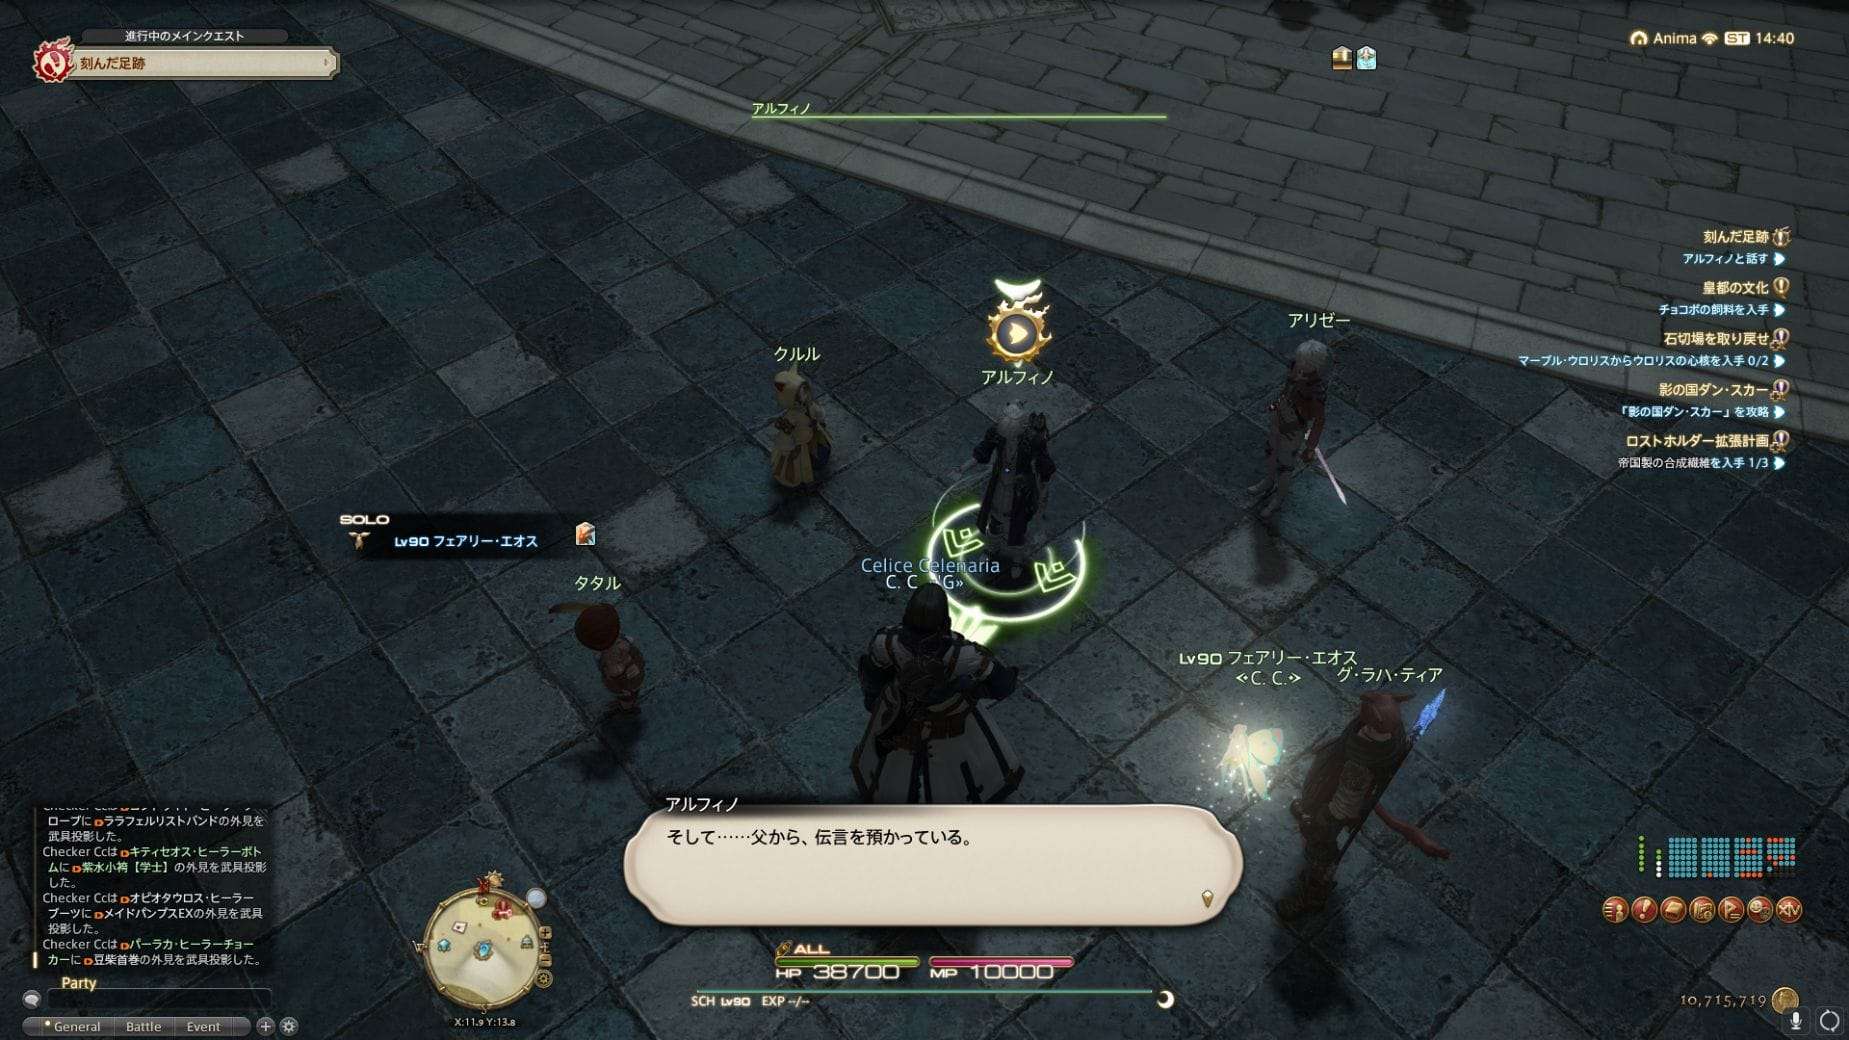 進行中のメインクエスト
刻んだ足跡
Anima ST 14:40
アルフィノ
刻んだ足跡
アルフィノと話す
皇都の文化
チョコボの飼料を入手
石切場を取り戻せ
マーブル・ウロリスからウロリスの心核を入手 0/2
影の国ダン・スカー
「影の国ダン・スカー」を攻略
ロストホルダー拡張計画
帝国製の合成繊維を入手 1/3
アリゼー
クルル
アルフィノ
SOLO
Lv90 フェアリー・エオス
タタル
Celice Celenaria
Lv90 フェアリー・エオス
«C. C.»
グ・ラハ・ティア
アルフィノ
そして……父から、伝言を預かっている。
ロープにララフェルリストバンドの外見を
武具投影した。
Checker Ccはキティセオス・ヒーラーボト
ムに紫水小袴【学士】の外見を武具投影
した。
Checker Ccはオピオタウロス・ヒーラー
ブーツにメイドパンプスEXの外見を武具
投影した。
Checker Ccはパーラカ・ヒーラーチョー
カーに豆柴首巻の外見を武具投影した。
Party
General Battle Event
X:11.9 Y:13.8
ALL
HP 38700 MP 10000
SCH Lv90 EXP --/--
XIV
10,715,719